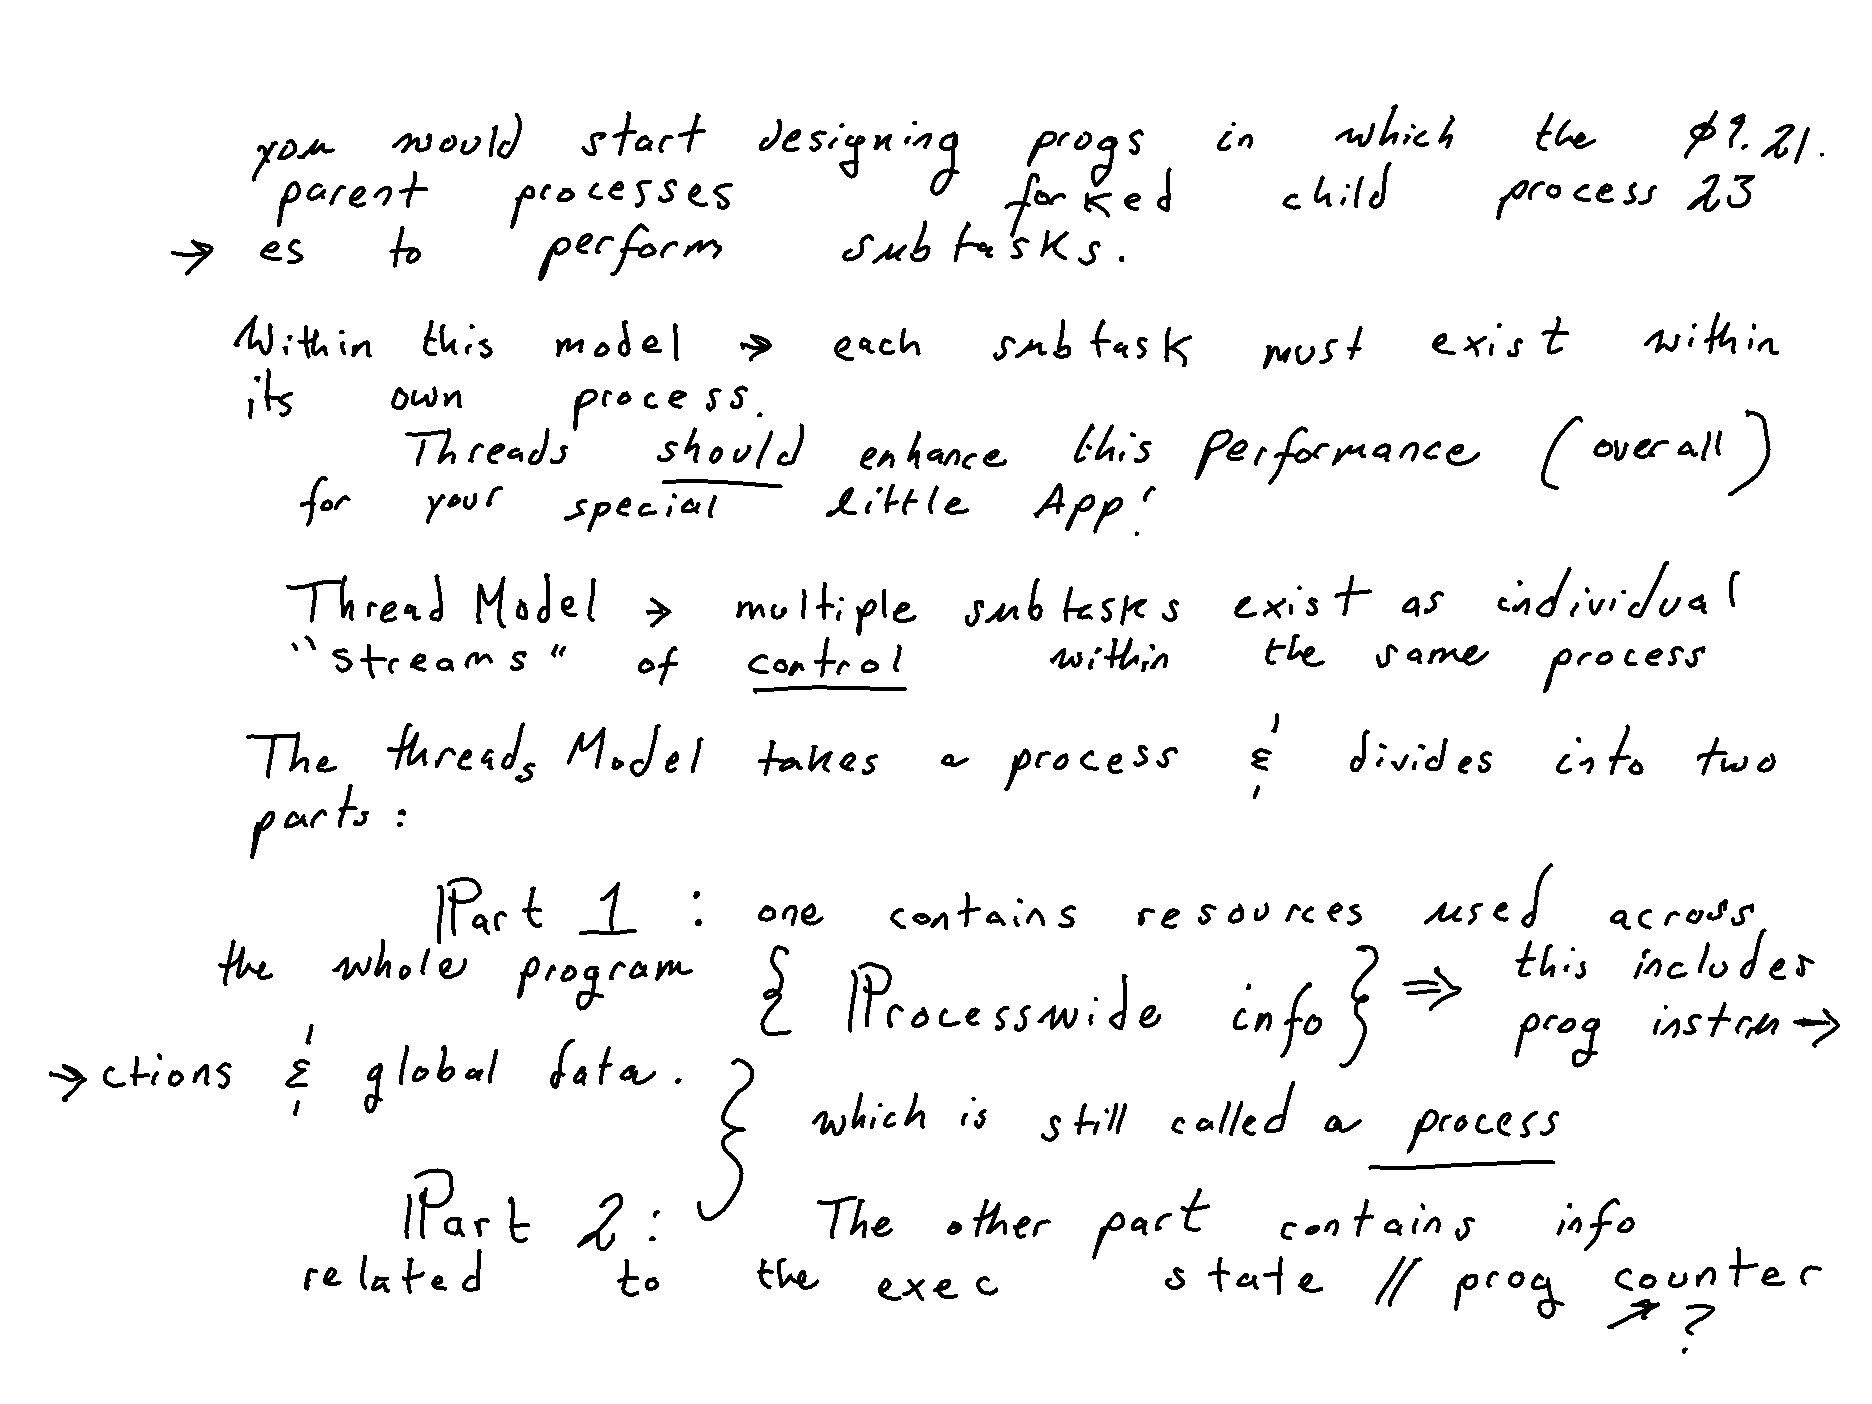 you would start designing progs in which the ø9.21.
parent processes forked child process 23
→ es to perform subtasks.
Within this model → each subtask must exist within
its own process.
Threads should enhance this performance (overall)
for your special little App!
Thread Model → multiple subtasks exist as individual
"streams" of control within the same process
The threads Model takes a process & divides into two
parts:
Part 1 : one contains resources used across
the whole program { Processwide info } ⇒ this includes
prog instru→
→ctions & global data. }
which is still called a process
Part 2: The other part contains info
related to the exec state // prog counter
↗ ?